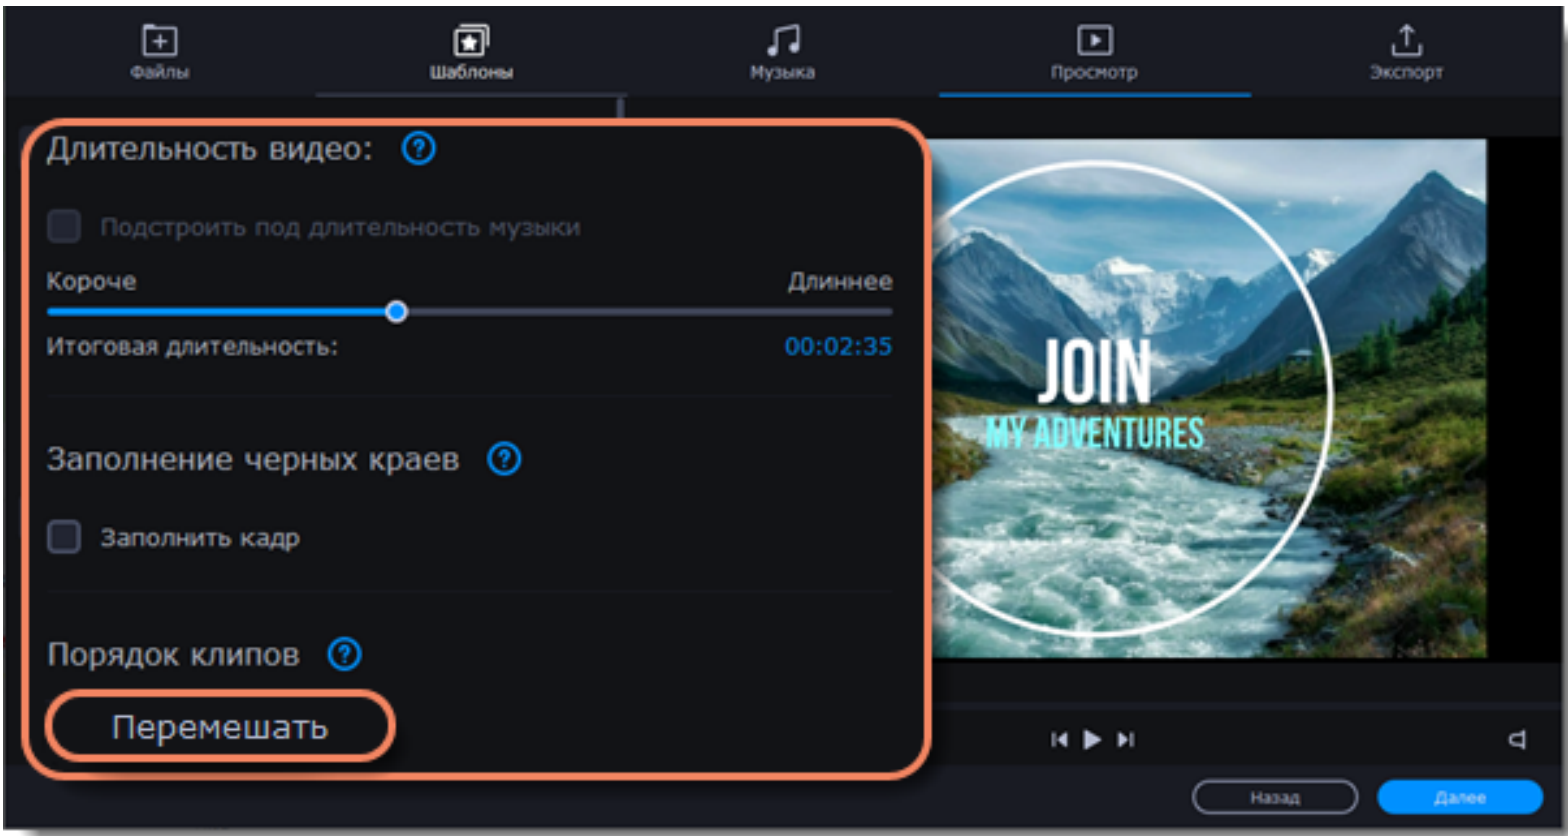 Файлы
Шаблоны
Музыка
Просмотр
Экспорт
Длительность видео: ?
Подстроить под длительность музыки
Короче Длиннее
Итоговая длительность: 00:02:35
Заполнение черных краев ?
Заполнить кадр
Порядок клипов ?
Перемешать
JOIN
MY ADVENTURES
Назад
Далее